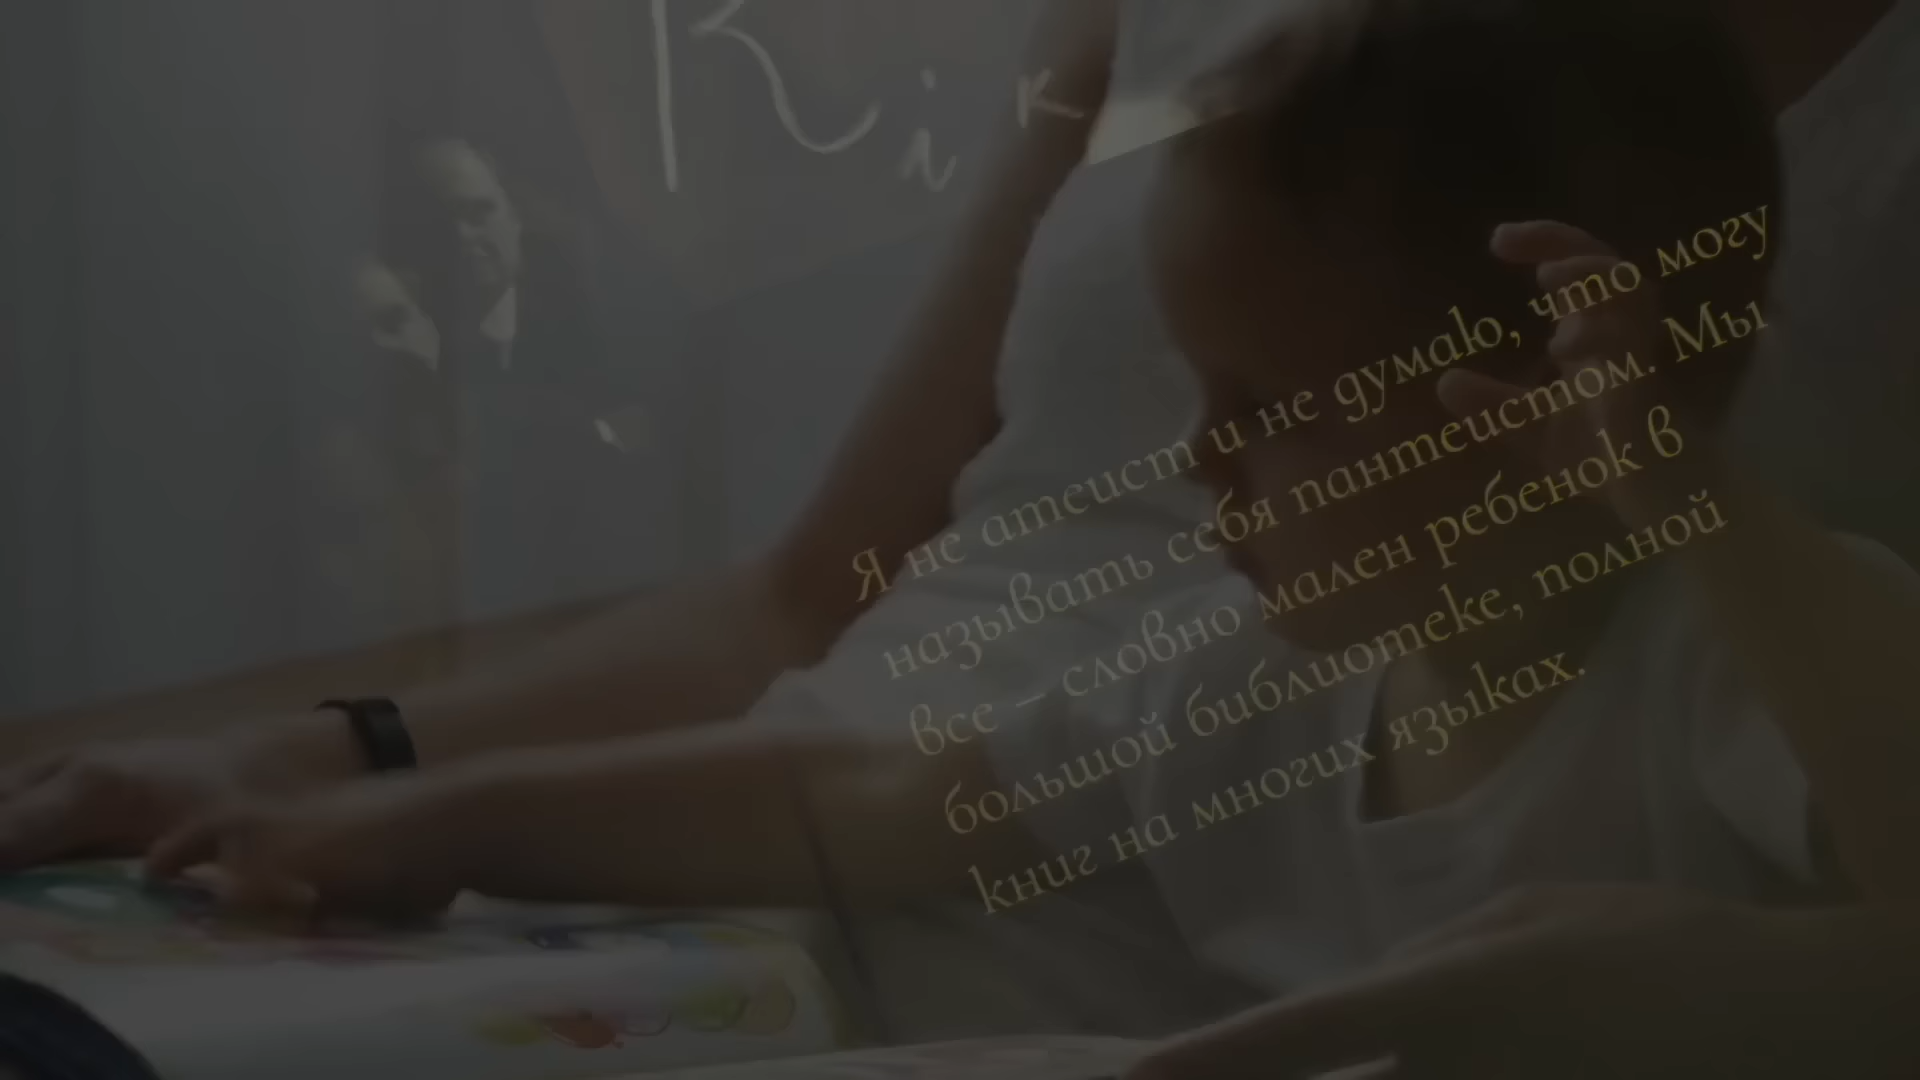 R i к
i
Я не атеист и не думаю, что могу
называть себя пантеистом. Мы
все – словно мален ребенок в
большой библиотеке, полной
книг на многих языках.